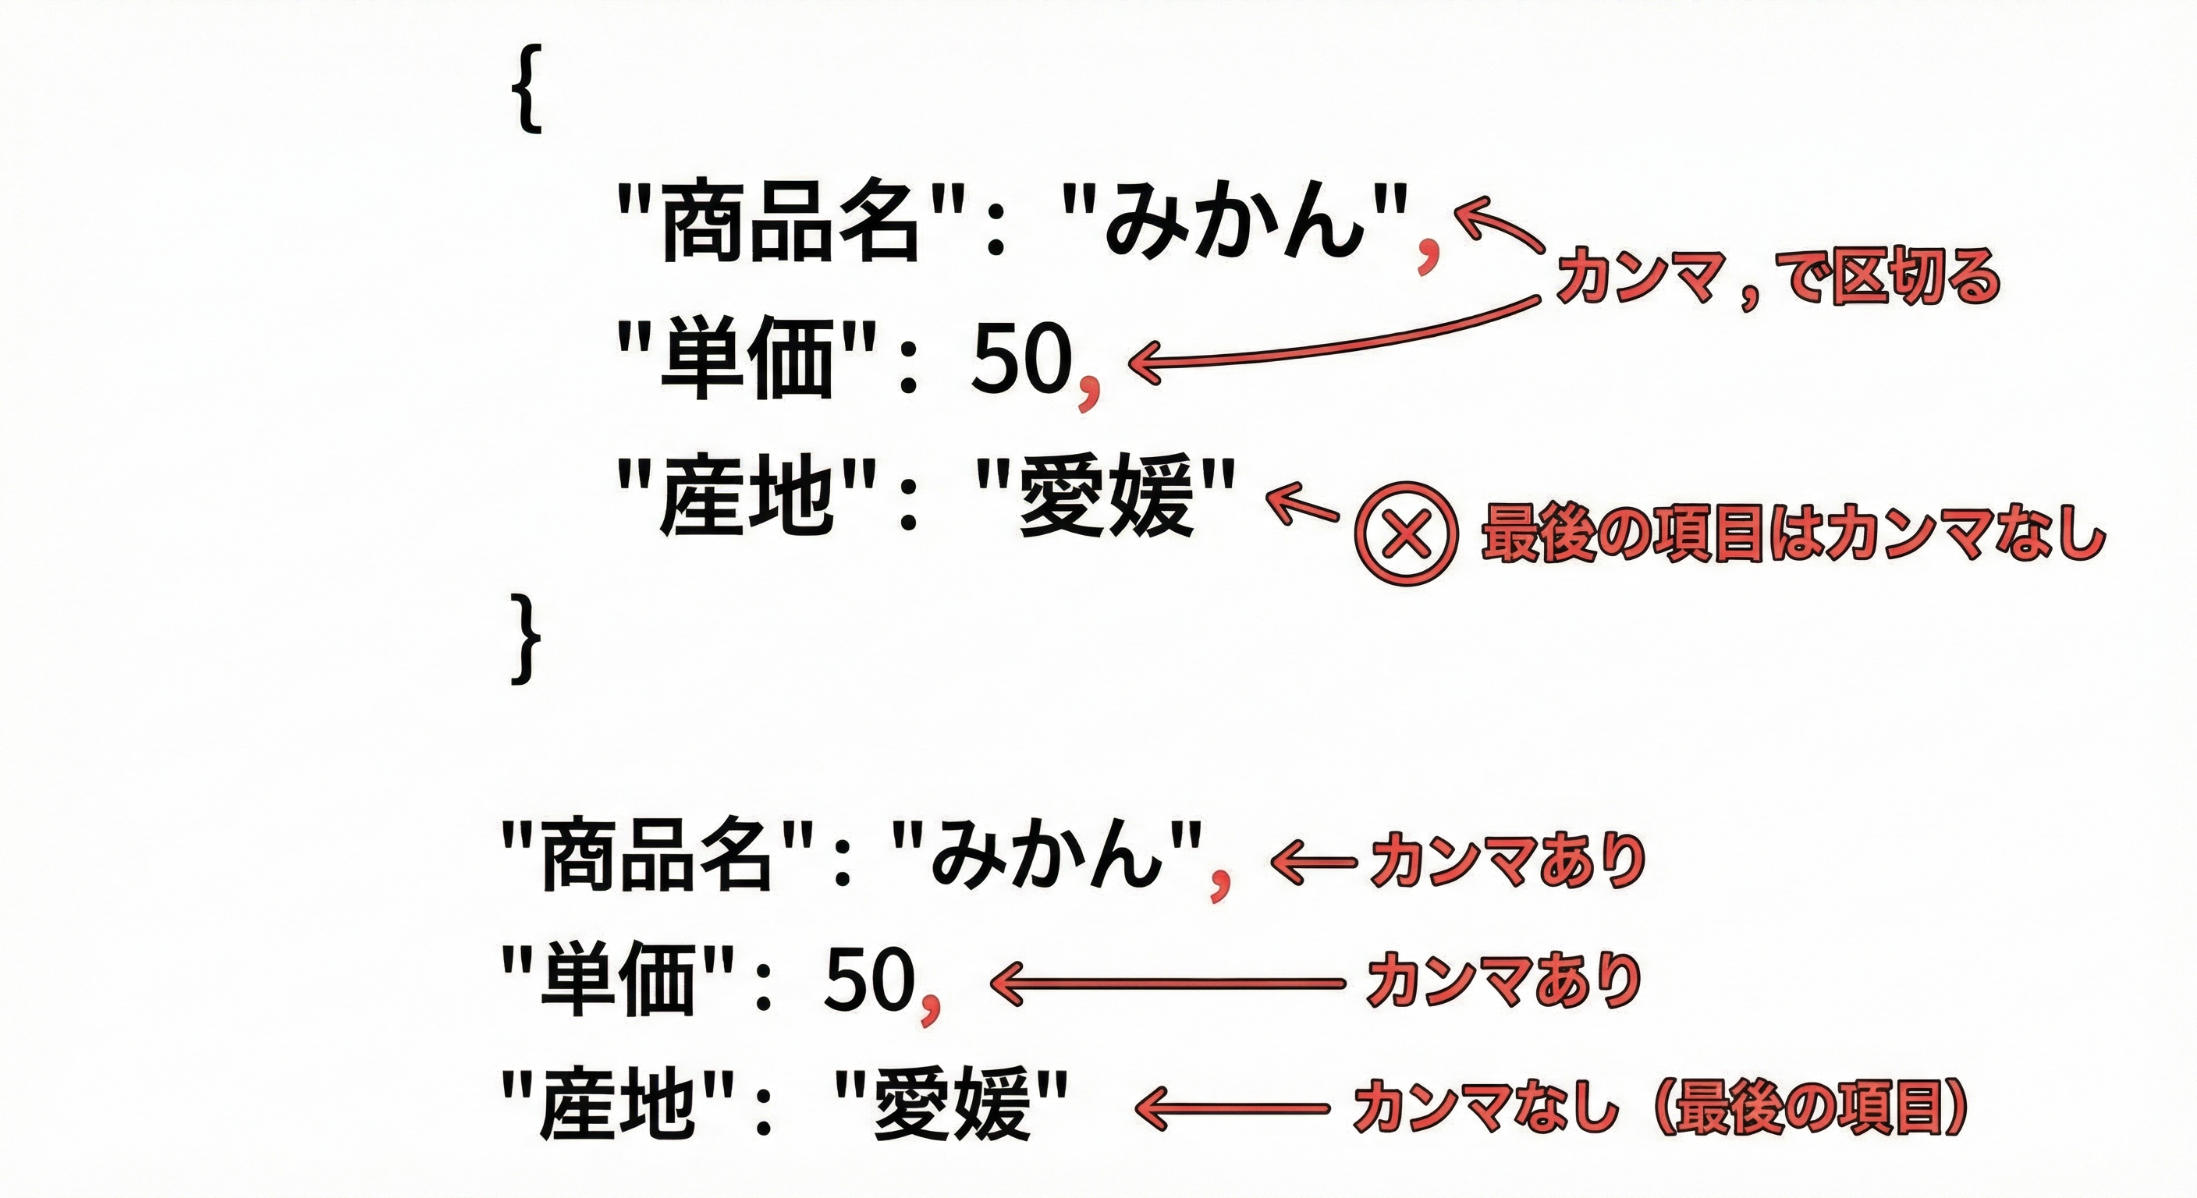 {
"商品名": "みかん",
カンマ , で区切る
"単価": 50,
"産地": "愛媛"
最後の項目はカンマなし
}
"商品名": "みかん", カンマあり
"単価": 50, カンマあり
"産地": "愛媛" カンマなし（最後の項目）